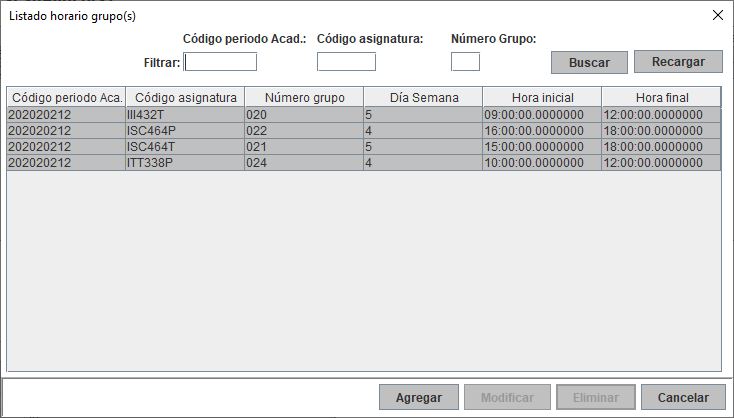 Listado horario grupo(s)
Código periodo Acad.: Código asignatura: Número Grupo:
Filtrar: Buscar Recargar
Código periodo Aca. Código asignatura Número grupo Día Semana Hora inicial Hora final
202020212 III432T 020 5 09:00:00.0000000 12:00:00.0000000
202020212 ISC464P 022 4 16:00:00.0000000 18:00:00.0000000
202020212 ISC464T 021 5 15:00:00.0000000 18:00:00.0000000
202020212 ITT338P 024 4 10:00:00.0000000 12:00:00.0000000
Agregar Modificar Eliminar Cancelar